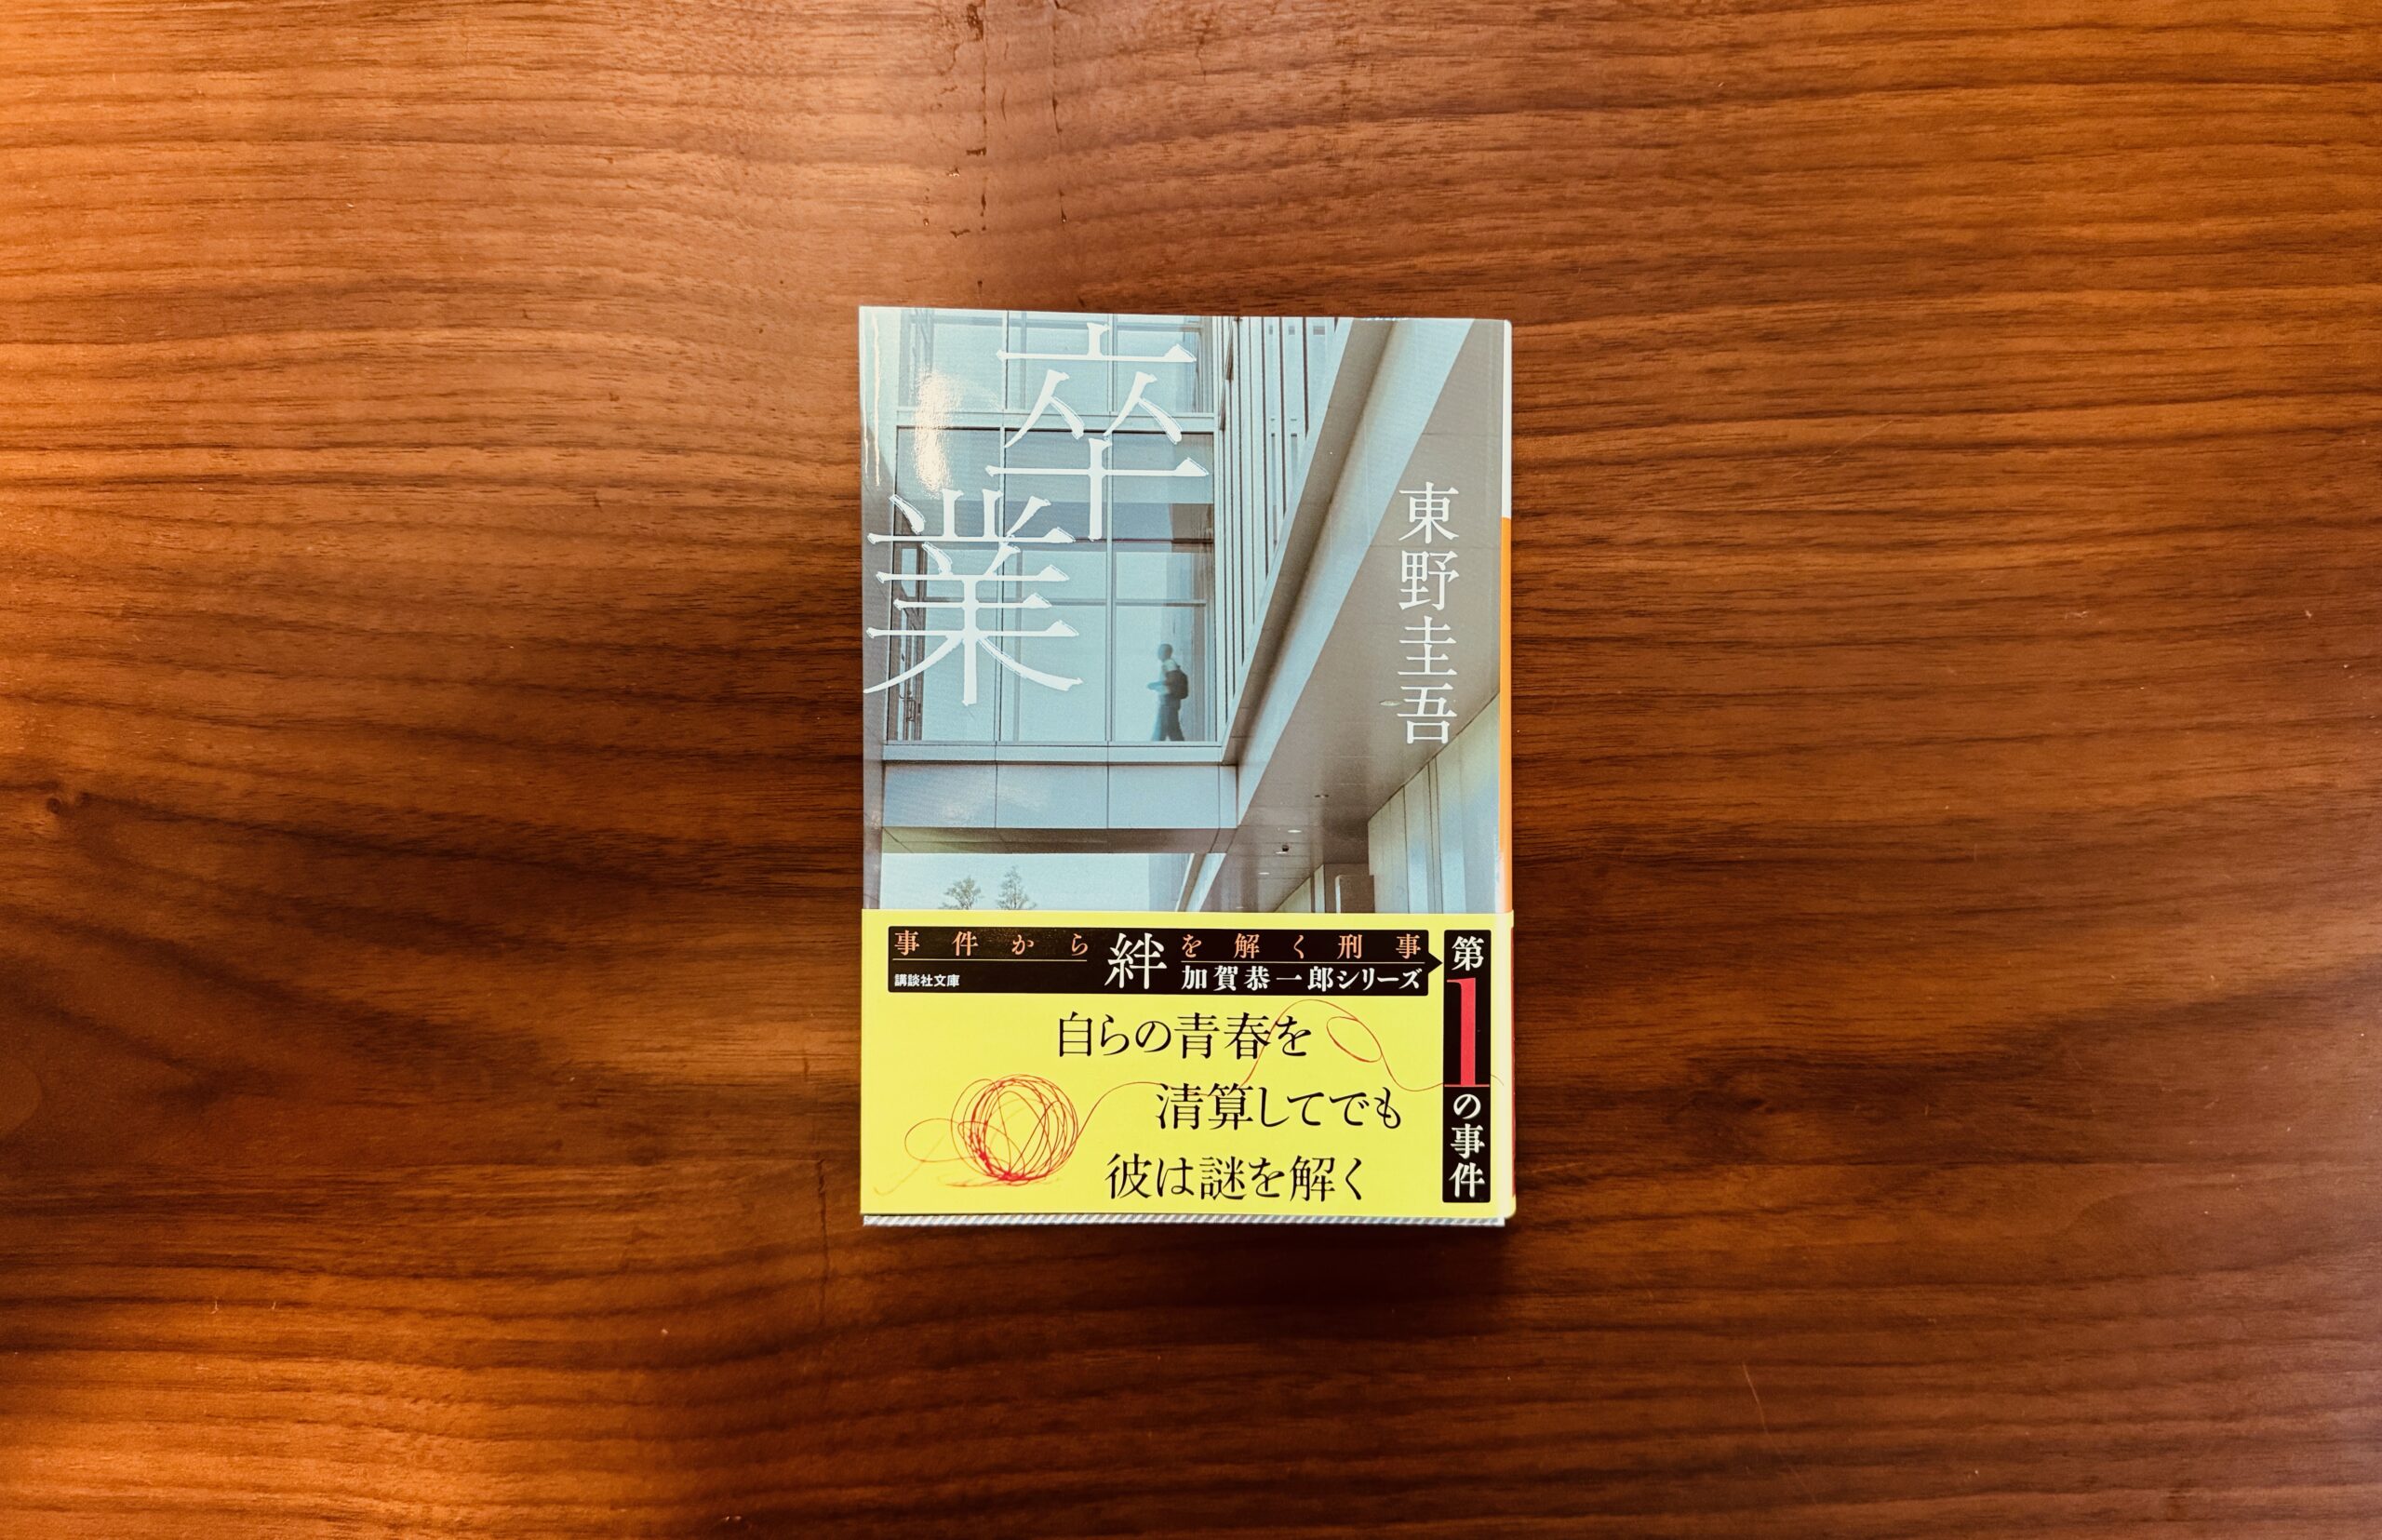 卒業
東野圭吾
事件から絆を解く刑事
講談社文庫
加賀恭一郎シリーズ
第1の事件
自らの青春を
清算してでも
彼は謎を解く